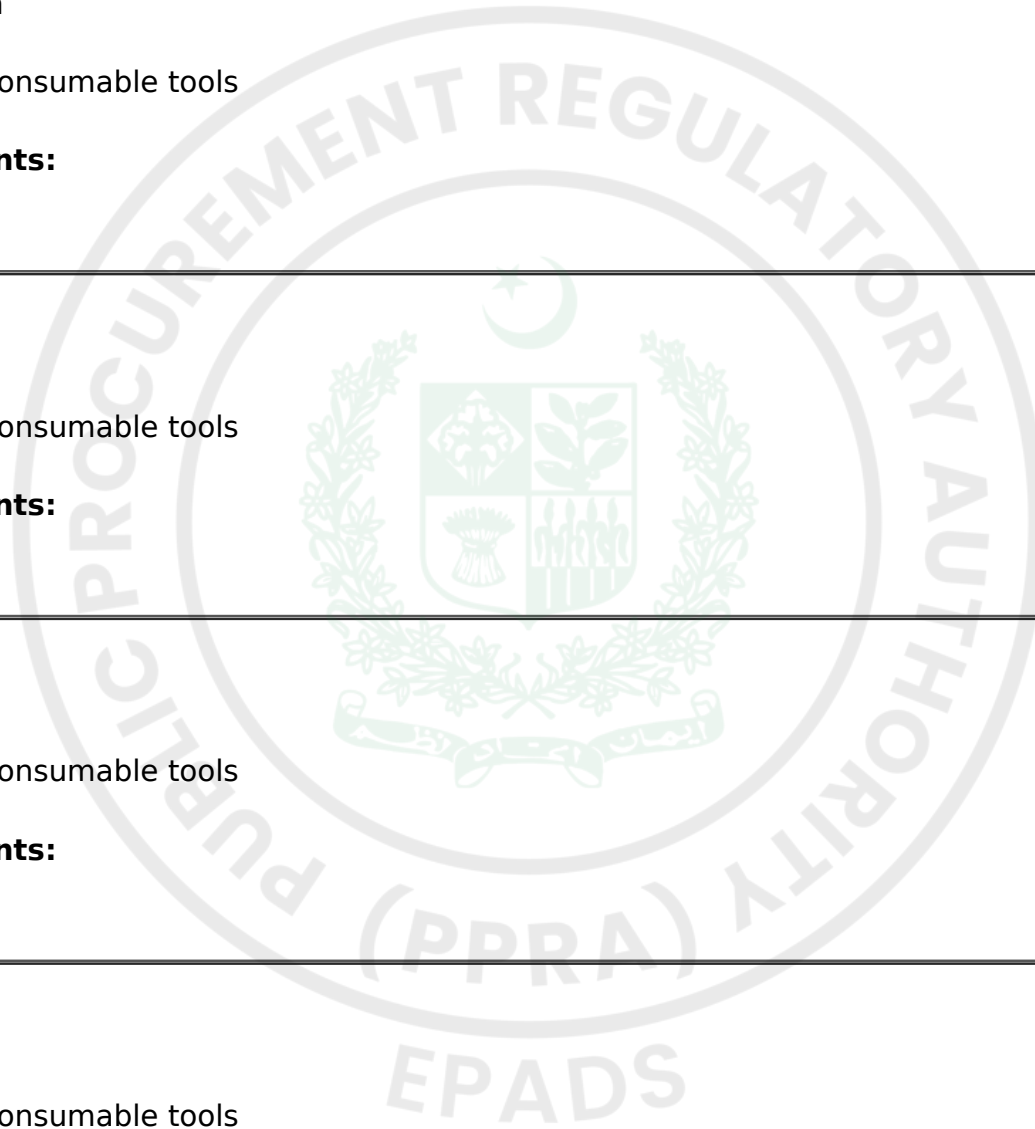 onsumable tools
nts:
onsumable tools
nts:
onsumable tools
nts:
onsumable tools
PUBLIC PROCUREMENT REGULATORY AUTHORITY
(PPRA)
EPADS